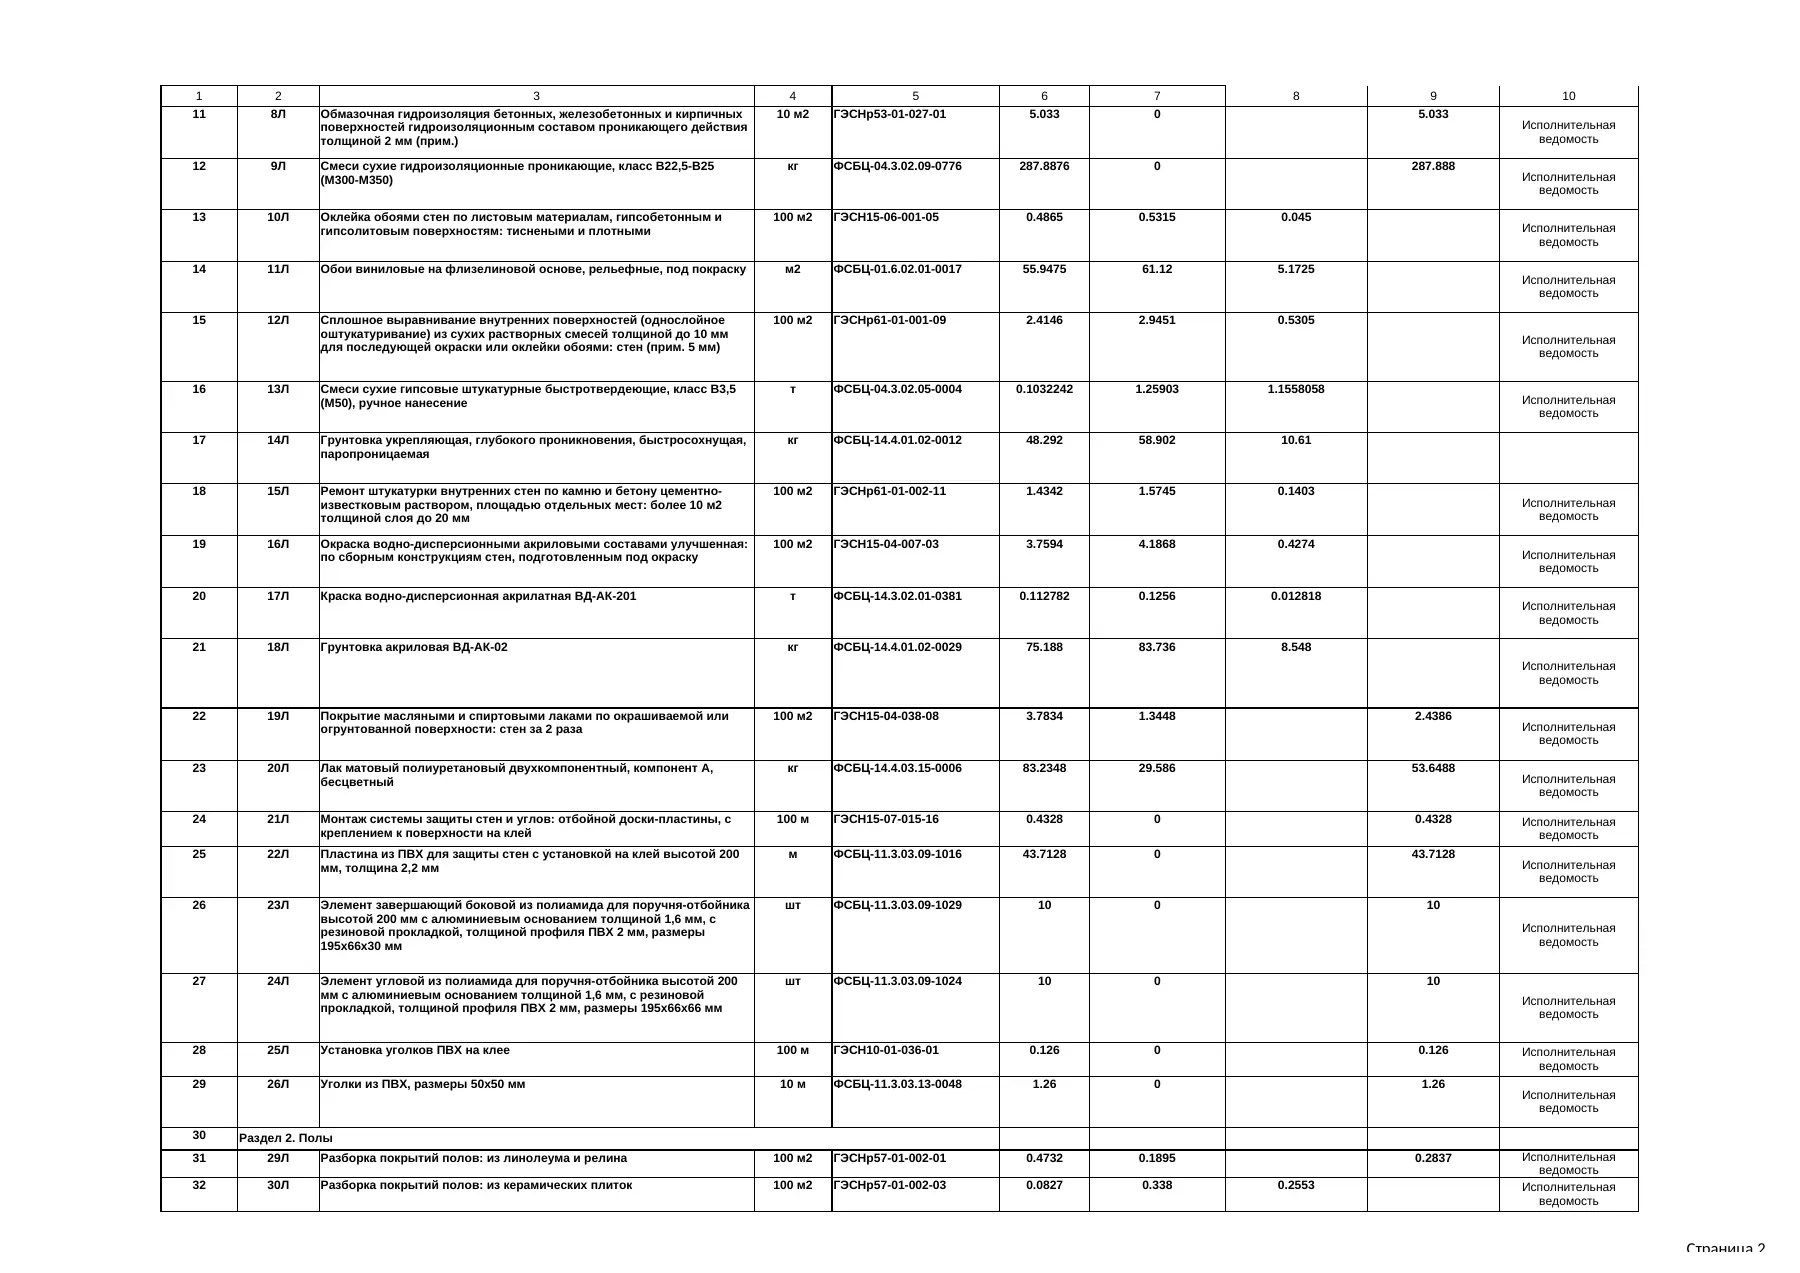 1 2 3 4 5 6 7 8 9 10
11 8Л Обмазочная гидроизоляция бетонных, железобетонных и кирпичных 10 м2 ГЭСНр53-01-027-01 5.033 0 5.033
поверхностей гидроизоляционным составом проникающего действия Исполнительная
толщиной 2 мм (прим.) ведомость
12 9Л Смеси сухие гидроизоляционные проникающие, класс В22,5-В25 кг ФСБЦ-04.3.02.09-0776 287.8876 0 287.888
(М300-М350) Исполнительная
ведомость
13 10Л Оклейка обоями стен по листовым материалам, гипсобетонным и 100 м2 ГЭСН15-06-001-05 0.4865 0.5315 0.045
гипсолитовым поверхностям: тиснеными и плотными Исполнительная
ведомость
14 11Л Обои виниловые на флизелиновой основе, рельефные, под покраску м2 ФСБЦ-01.6.02.01-0017 55.9475 61.12 5.1725
Исполнительная
ведомость
15 12Л Сплошное выравнивание внутренних поверхностей (однослойное 100 м2 ГЭСНр61-01-001-09 2.4146 2.9451 0.5305
оштукатуривание) из сухих растворных смесей толщиной до 10 мм Исполнительная
для последующей окраски или оклейки обоями: стен (прим. 5 мм) ведомость
16 13Л Смеси сухие гипсовые штукатурные быстротвердеющие, класс В3,5 т ФСБЦ-04.3.02.05-0004 0.1032242 1.25903 1.1558058
(М50), ручное нанесение Исполнительная
ведомость
17 14Л Грунтовка укрепляющая, глубокого проникновения, быстросохнущая, кг ФСБЦ-14.4.01.02-0012 48.292 58.902 10.61
паропроницаемая
18 15Л Ремонт штукатурки внутренних стен по камню и бетону цементно- 100 м2 ГЭСНр61-01-002-11 1.4342 1.5745 0.1403
известковым раствором, площадью отдельных мест: более 10 м2 Исполнительная
толщиной слоя до 20 мм ведомость
19 16Л Окраска водно-дисперсионными акриловыми составами улучшенная: 100 м2 ГЭСН15-04-007-03 3.7594 4.1868 0.4274
по сборным конструкциям стен, подготовленным под окраску Исполнительная
ведомость
20 17Л Краска водно-дисперсионная акрилатная ВД-АК-201 т ФСБЦ-14.3.02.01-0381 0.112782 0.1256 0.012818
Исполнительная
ведомость
21 18Л Грунтовка акриловая ВД-АК-02 кг ФСБЦ-14.4.01.02-0029 75.188 83.736 8.548
Исполнительная
ведомость
22 19Л Покрытие масляными и спиртовыми лаками по окрашиваемой или 100 м2 ГЭСН15-04-038-08 3.7834 1.3448 2.4386
огрунтованной поверхности: стен за 2 раза Исполнительная
ведомость
23 20Л Лак матовый полиуретановый двухкомпонентный, компонент А, кг ФСБЦ-14.4.03.15-0006 83.2348 29.586 53.6488
бесцветный Исполнительная
ведомость
24 21Л Монтаж системы защиты стен и углов: отбойной доски-пластины, с 100 м ГЭСН15-07-015-16 0.4328 0 0.4328 Исполнительная
креплением к поверхности на клей ведомость
25 22Л Пластина из ПВХ для защиты стен с установкой на клей высотой 200 м ФСБЦ-11.3.03.09-1016 43.7128 0 43.7128
мм, толщина 2,2 мм Исполнительная
ведомость
26 23Л Элемент завершающий боковой из полиамида для поручня-отбойника шт ФСБЦ-11.3.03.09-1029 10 0 10
высотой 200 мм с алюминиевым основанием толщиной 1,6 мм, с
резиновой прокладкой, толщиной профиля ПВХ 2 мм, размеры Исполнительная
195х66х30 мм ведомость
27 24Л Элемент угловой из полиамида для поручня-отбойника высотой 200 шт ФСБЦ-11.3.03.09-1024 10 0 10
мм с алюминиевым основанием толщиной 1,6 мм, с резиновой Исполнительная
прокладкой, толщиной профиля ПВХ 2 мм, размеры 195х66х66 мм ведомость
28 25Л Установка уголков ПВХ на клее 100 м ГЭСН10-01-036-01 0.126 0 0.126 Исполнительная
ведомость
29 26Л Уголки из ПВХ, размеры 50х50 мм 10 м ФСБЦ-11.3.03.13-0048 1.26 0 1.26
Исполнительная
ведомость
30 Раздел 2. Полы
31 29Л Разборка покрытий полов: из линолеума и релина 100 м2 ГЭСНр57-01-002-01 0.4732 0.1895 0.2837 Исполнительная
ведомость
32 30Л Разборка покрытий полов: из керамических плиток 100 м2 ГЭСНр57-01-002-03 0.0827 0.338 0.2553 Исполнительная
ведомость
Страница 2